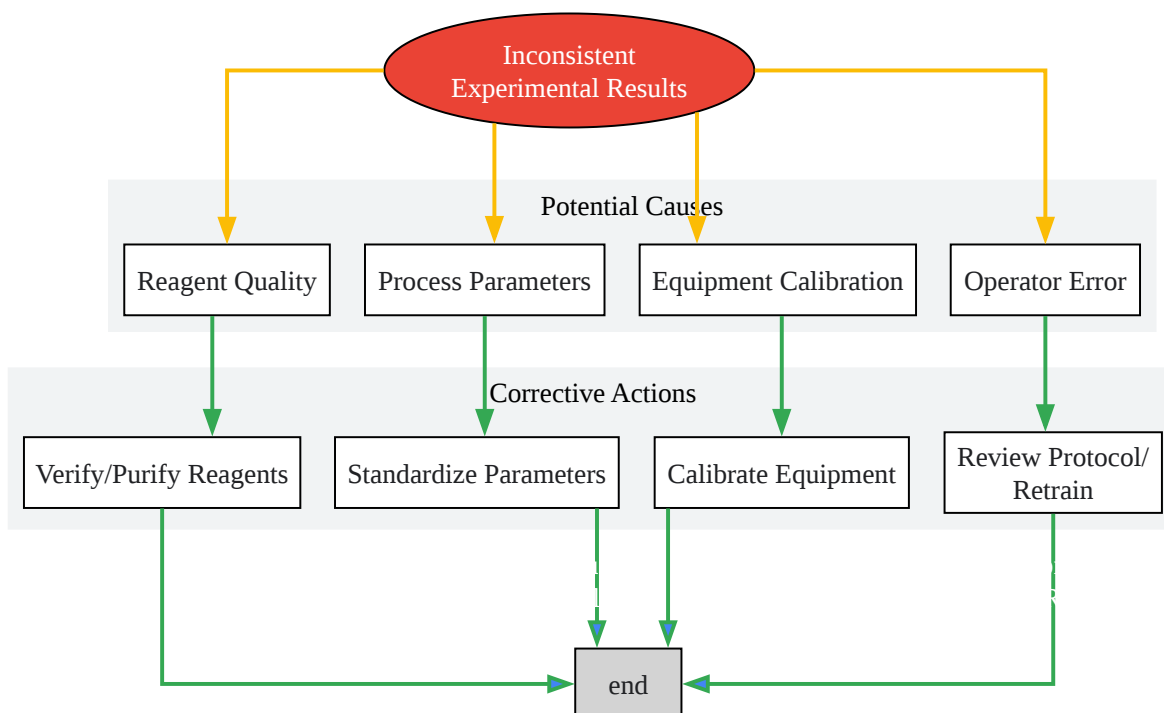 Inconsistent
Experimental Results
Potential Causes
Reagent Quality
Process Parameters
Equipment Calibration
Operator Error
Corrective Actions
Verify/Purify Reagents
Standardize Parameters
Calibrate Equipment
Review Protocol/
Retrain
end